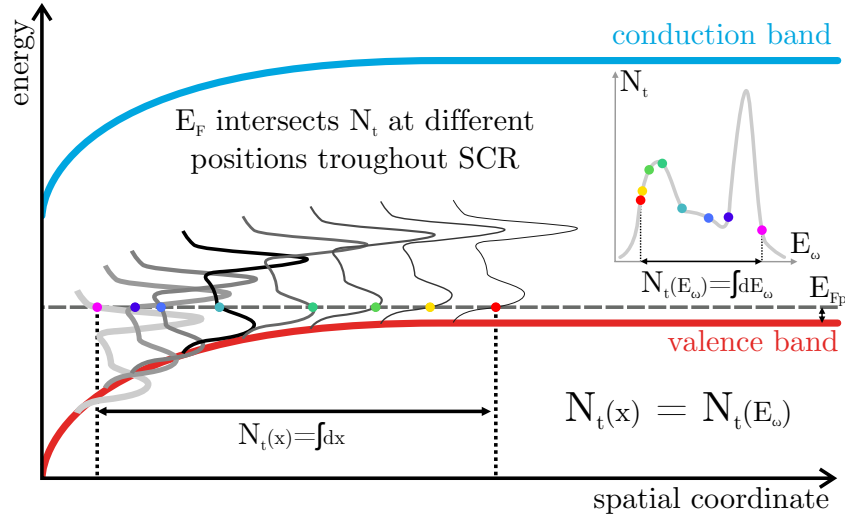 energy
conduction band
E_F intersects N_t at different
positions troughout SCR
N_t
E_ω
N_t(E_ω)=∫dE_ω
E_Fp
valence band
N_t(x)=∫dx
N_t(x) = N_t(E_ω)
spatial coordinate